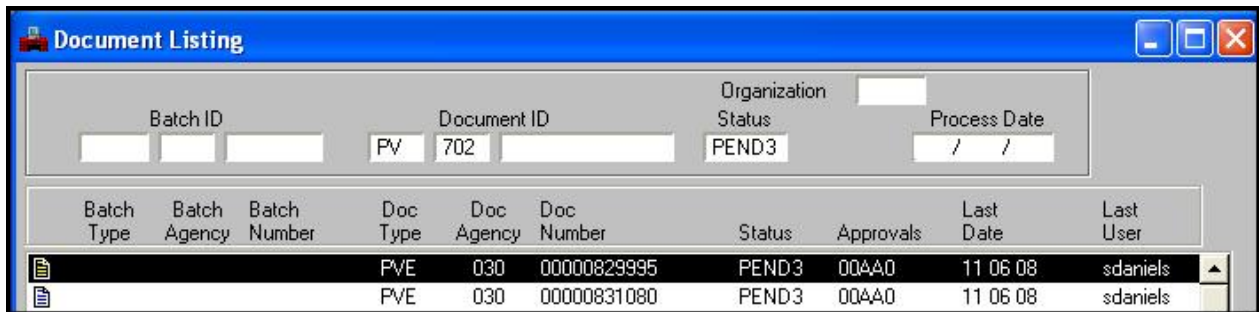 Document Listing
Organization
Batch ID Document ID Status Process Date
PV 702 PEND3 / /
Batch Type Batch Agency Batch Number Doc Type Doc Agency Doc Number Status Approvals Last Date Last User
PVE 030 00000829995 PEND3 00AA0 11 06 08 sdaniels
PVE 030 00000831080 PEND3 00AA0 11 06 08 sdaniels